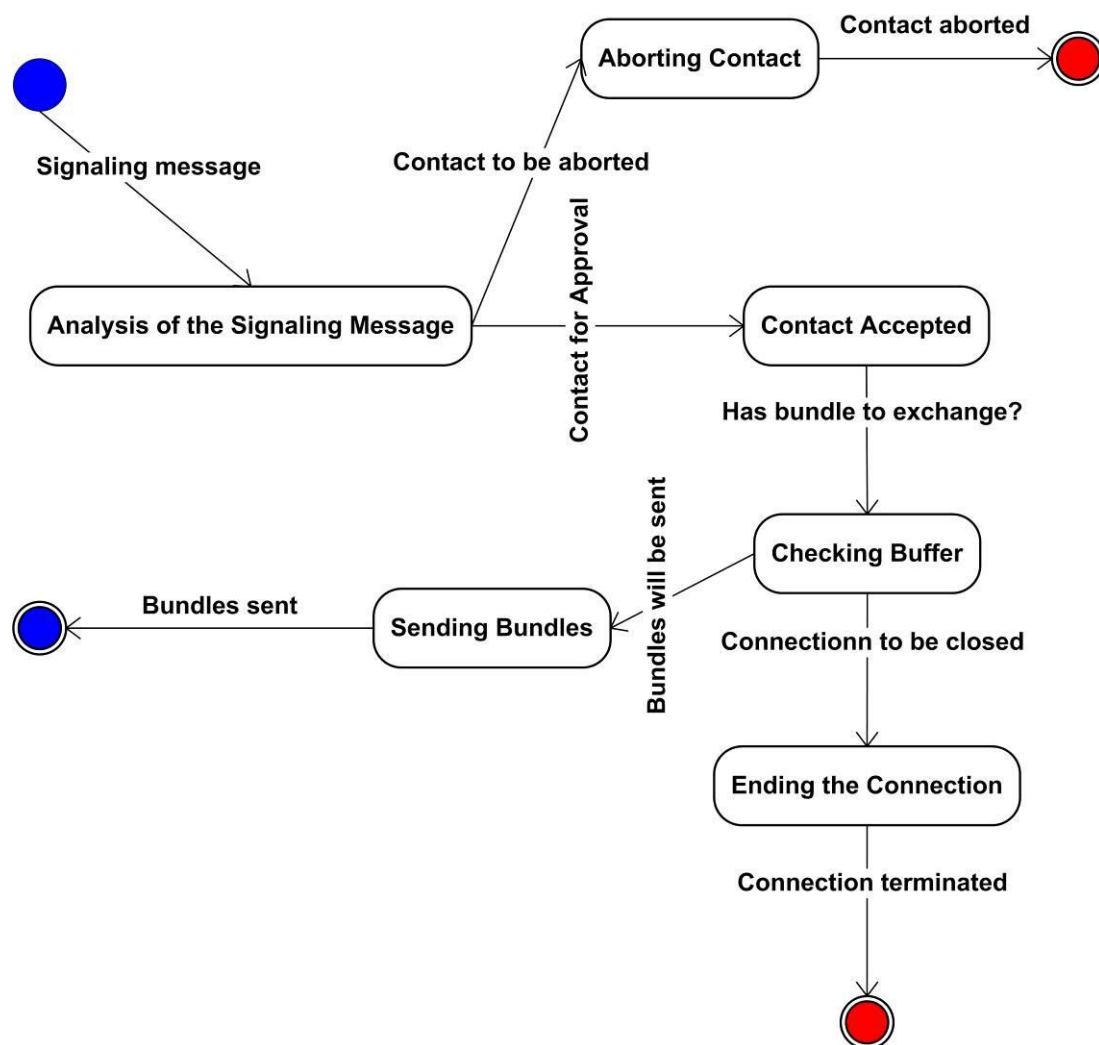 Contact aborted
Aborting Contact
Signaling message
Contact to be aborted
Contact for Approval
Analysis of the Signaling Message
Contact Accepted
Has bundle to exchange?
Bundles will be sent
Checking Buffer
Bundles sent
Sending Bundles
Connectionn to be closed
Ending the Connection
Connection terminated